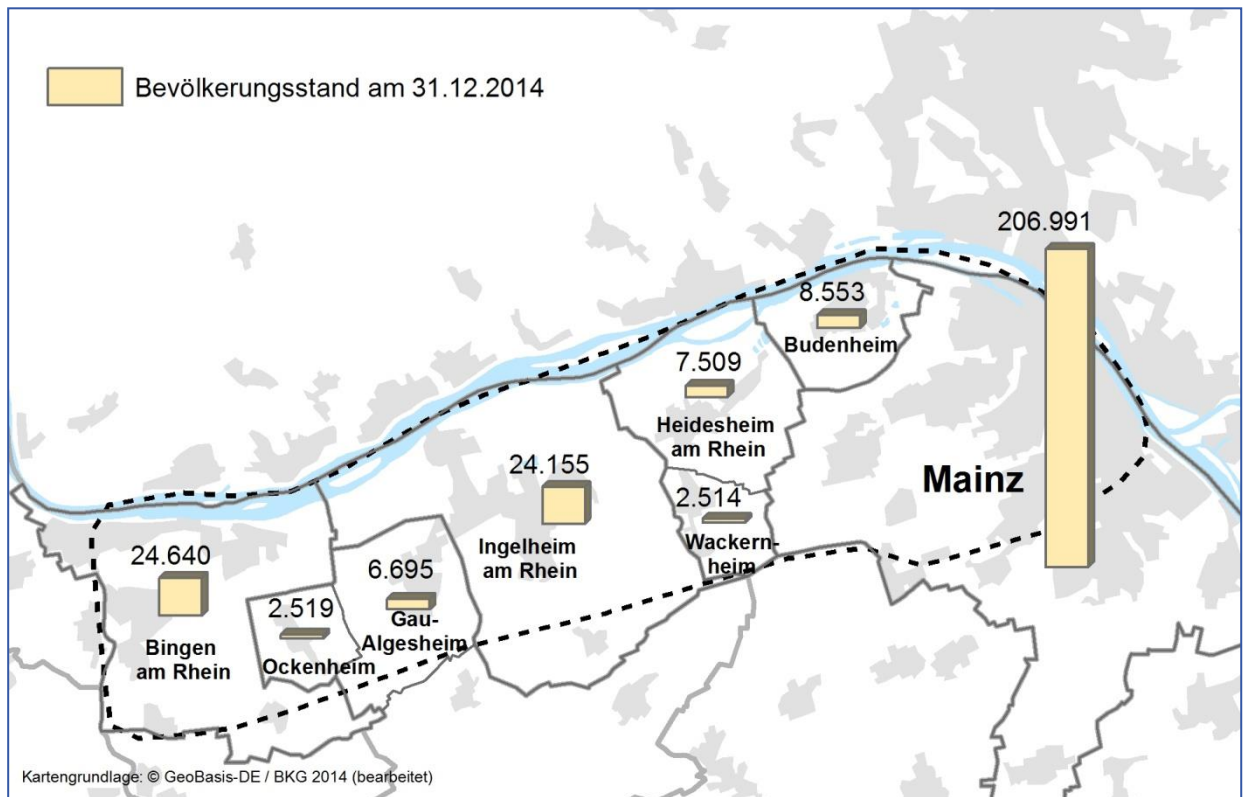 Bevölkerungsstand am 31.12.2014
206.991
Mainz
8.553
Budenheim
7.509
Heidesheim
am Rhein
24.155
Ingelheim
am Rhein
2.514
Wackern-
heim
24.640
Bingen
am Rhein
2.519
Ockenheim
6.695
Gau-
Algesheim
Kartengrundlage: © GeoBasis-DE / BKG 2014 (bearbeitet)